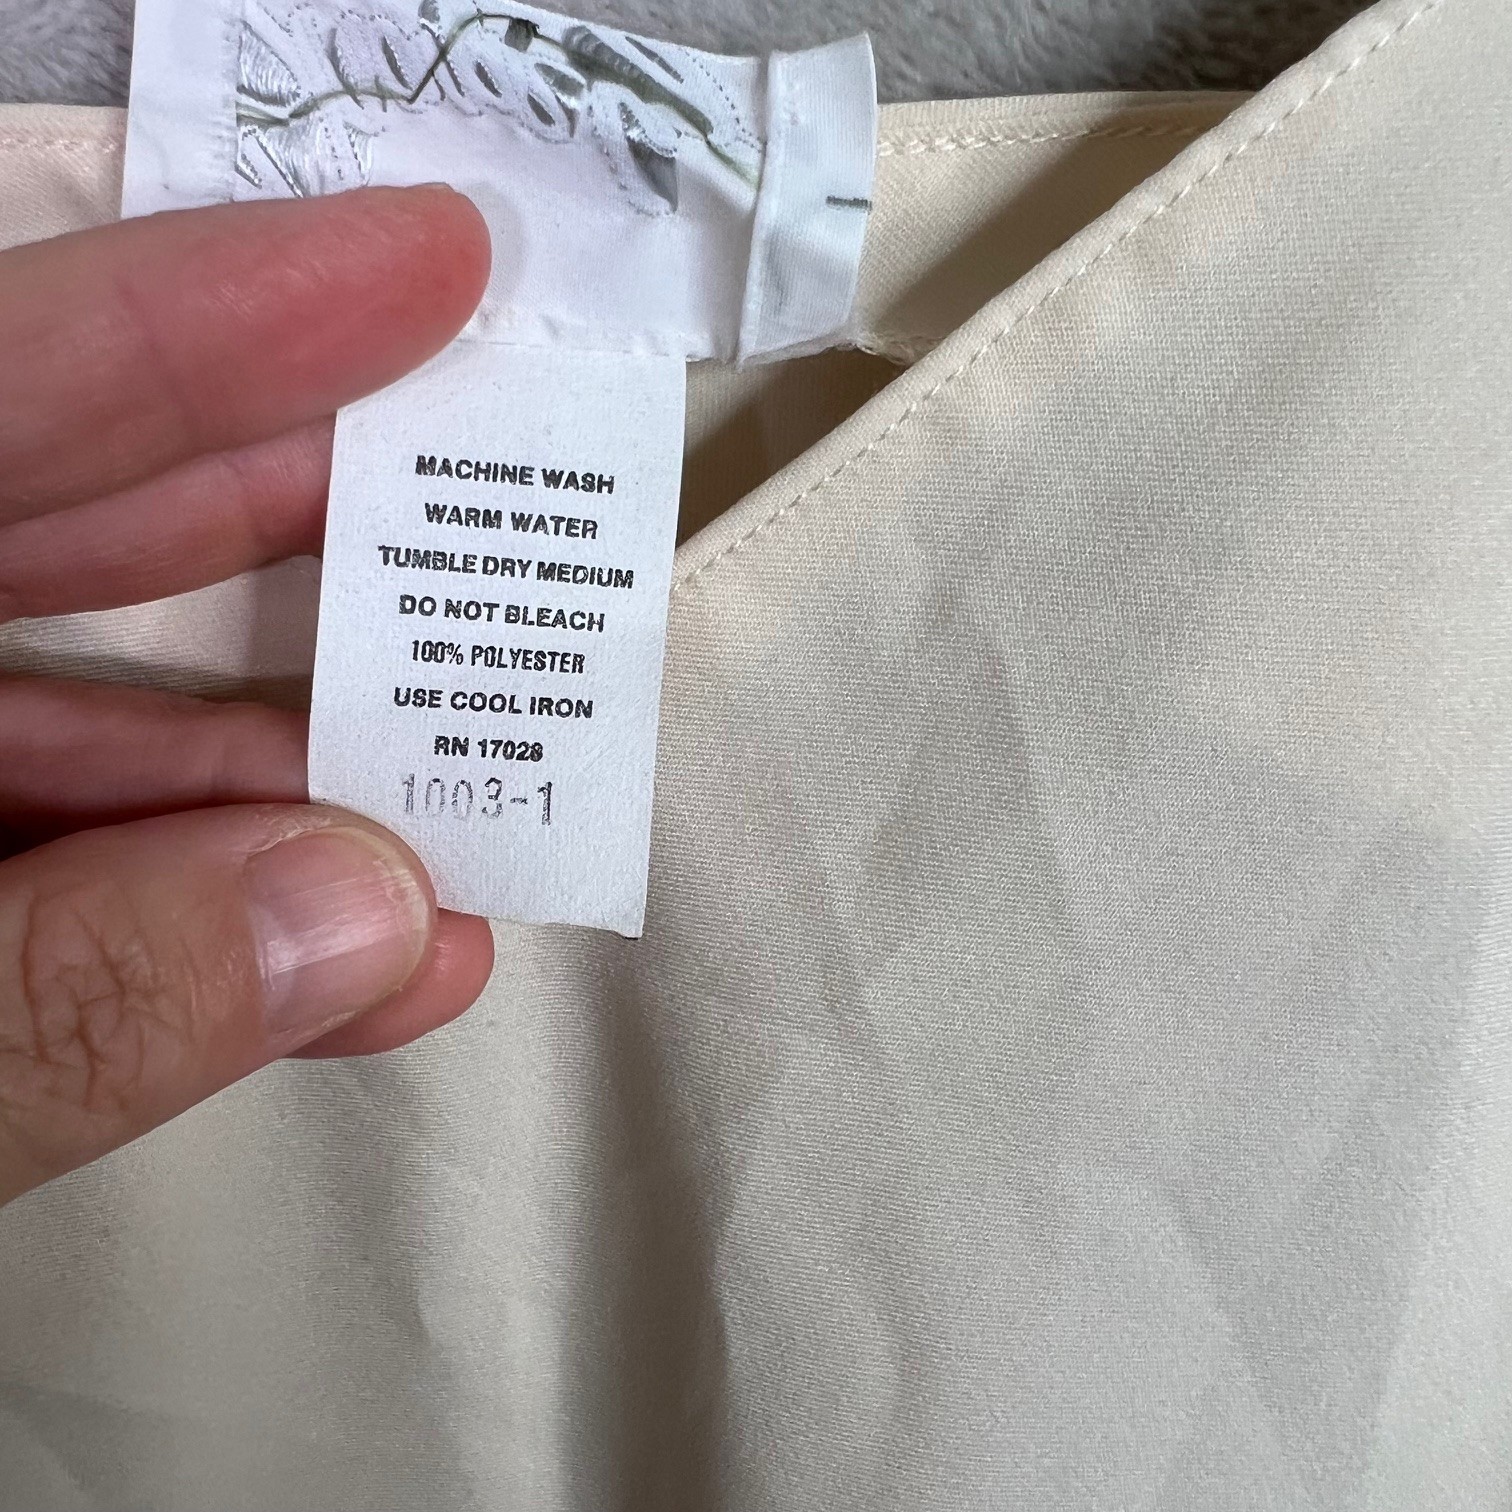 MACHINE WASH
WARM WATER
TUMBLE DRY MEDIUM
DO NOT BLEACH
100% POLYESTER
USE COOL IRON
RN 17028
1003-1